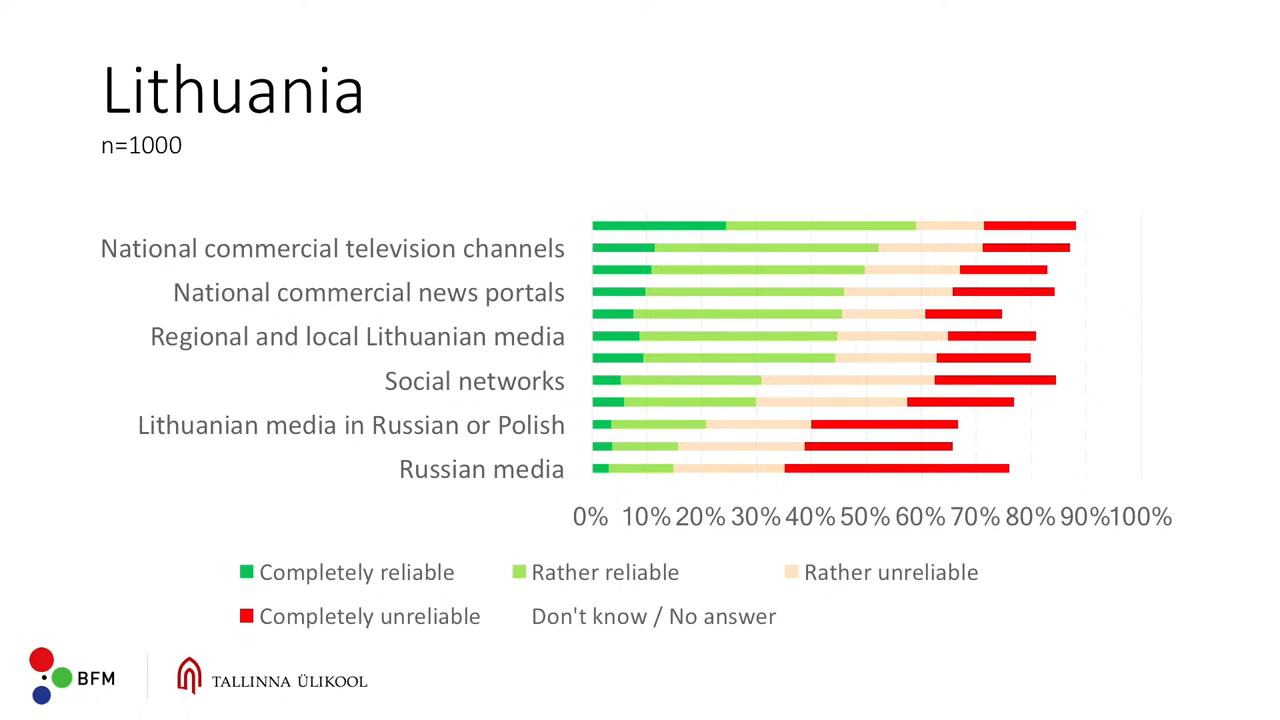 Lithuania
n=1000
National commercial television channels
National commercial news portals
Regional and local Lithuanian media
Social networks
Lithuanian media in Russian or Polish
Russian media
0% 10% 20% 30% 40% 50% 60% 70% 80% 90% 100%
Completely reliable Rather reliable Rather unreliable
Completely unreliable Don't know / No answer
BFM TALLINNA ÜLIKOOL